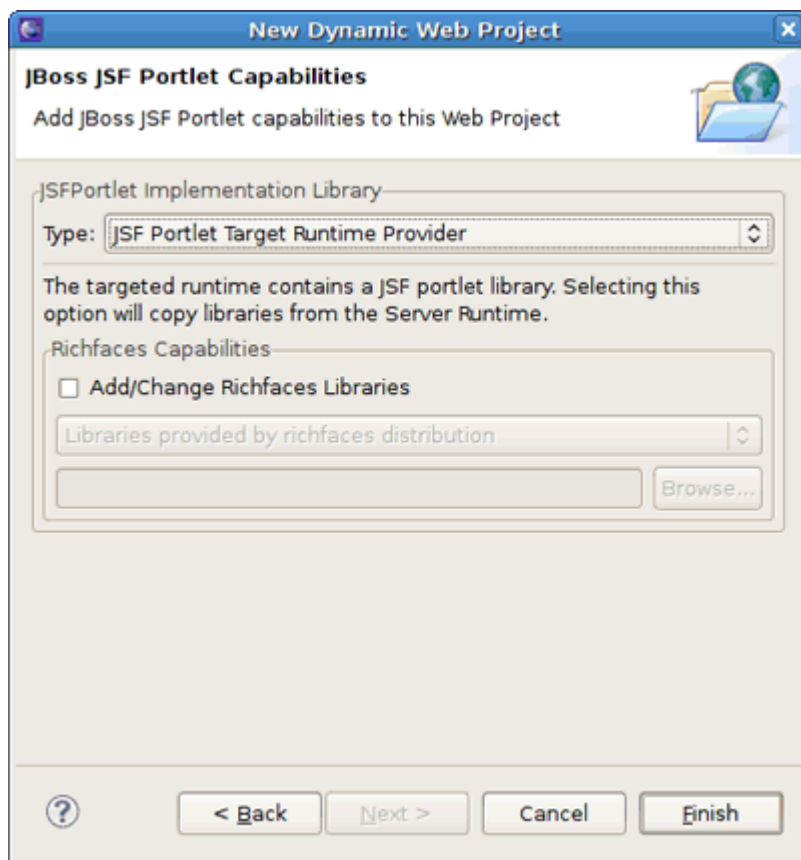 New Dynamic Web Project
JBoss JSF Portlet Capabilities
Add JBoss JSF Portlet capabilities to this Web Project
JSFPortlet Implementation Library
Type: JSF Portlet Target Runtime Provider
The targeted runtime contains a JSF portlet library. Selecting this
option will copy libraries from the Server Runtime.
Richfaces Capabilities
Add/Change Richfaces Libraries
Libraries provided by richfaces distribution
Browse...
? < Back Next > Cancel Finish